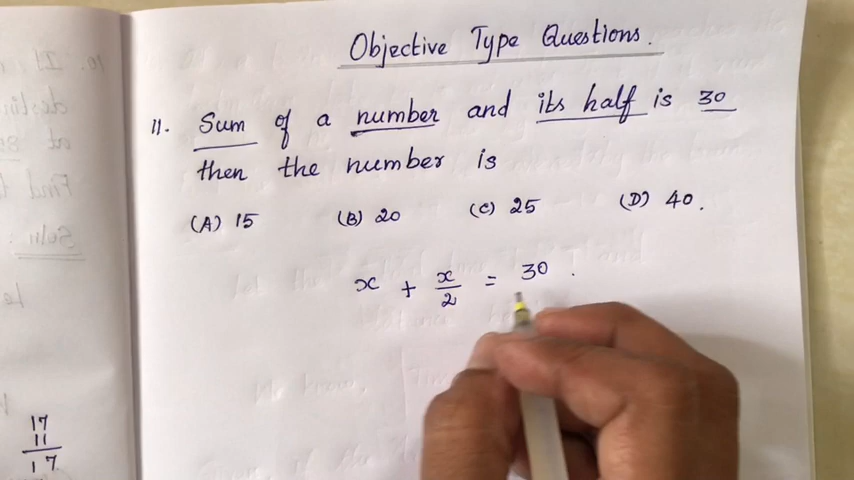 Objective Type Questions.
11. Sum of a number and its half is 30
then the number is
(A) 15 (B) 20 (C) 25 (D) 40.
x + x/2 = 30.
17
11
17